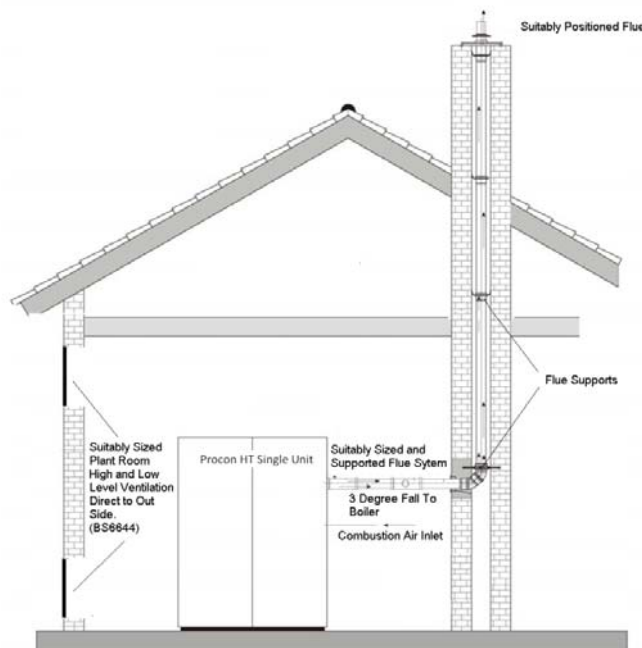 Suitably Positioned Flue
Flue Supports
Suitably Sized
Plant Room
High and Low
Level Ventilation
Direct to Out
Side.
(BS6644)
Procon HT Single Unit
Suitably Sized and
Supported Flue Sytem
3 Degree Fall To
Boiler
Combustion Air Inlet